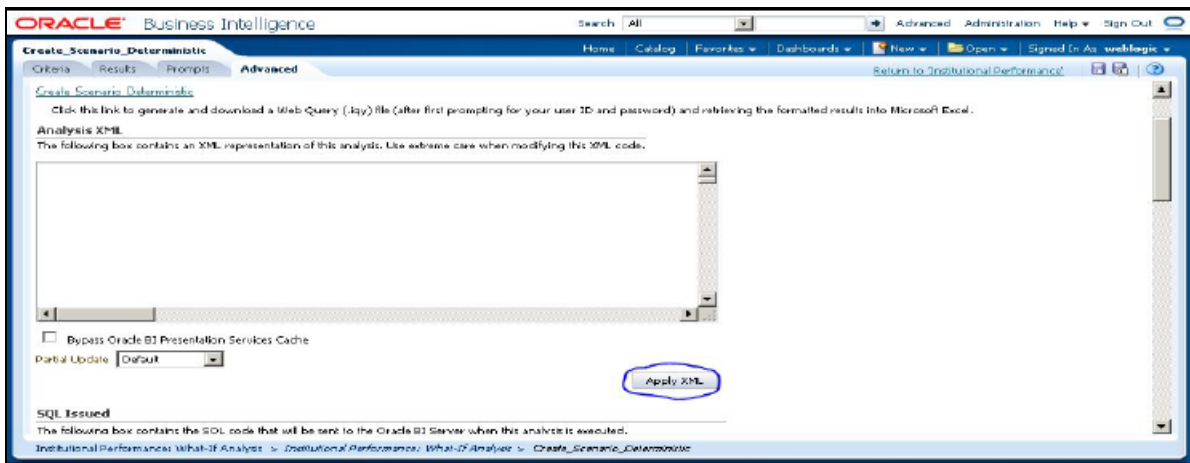 ORACLE Business Intelligence Search All Advanced Administration Help Sign Out
Create_Scenario_Deterministic Home Catalog Favorites Dashboards New Open Signed In As weblogic
Criteria Results Prompts Advanced Return to 'Institutional Performance'
Create Scenario Deterministic
Click this link to generate and download a Web Query (.iqy) file (after first prompting for your user ID and password) and retrieving the formatted results into Microsoft Excel.
Analysis XML
The following box contains an XML representation of this analysis. Use extreme care when modifying this XML code.
Bypass Oracle BI Presentation Services Cache
Partial Update Default
Apply XML
SQL Issued
The following box contains the SQL code that will be sent to the Oracle BI Server when this analysis is executed.
Institutional Performance: What-If Analysis > Institutional Performance: What-If Analysis > Create_Scenario_Deterministic